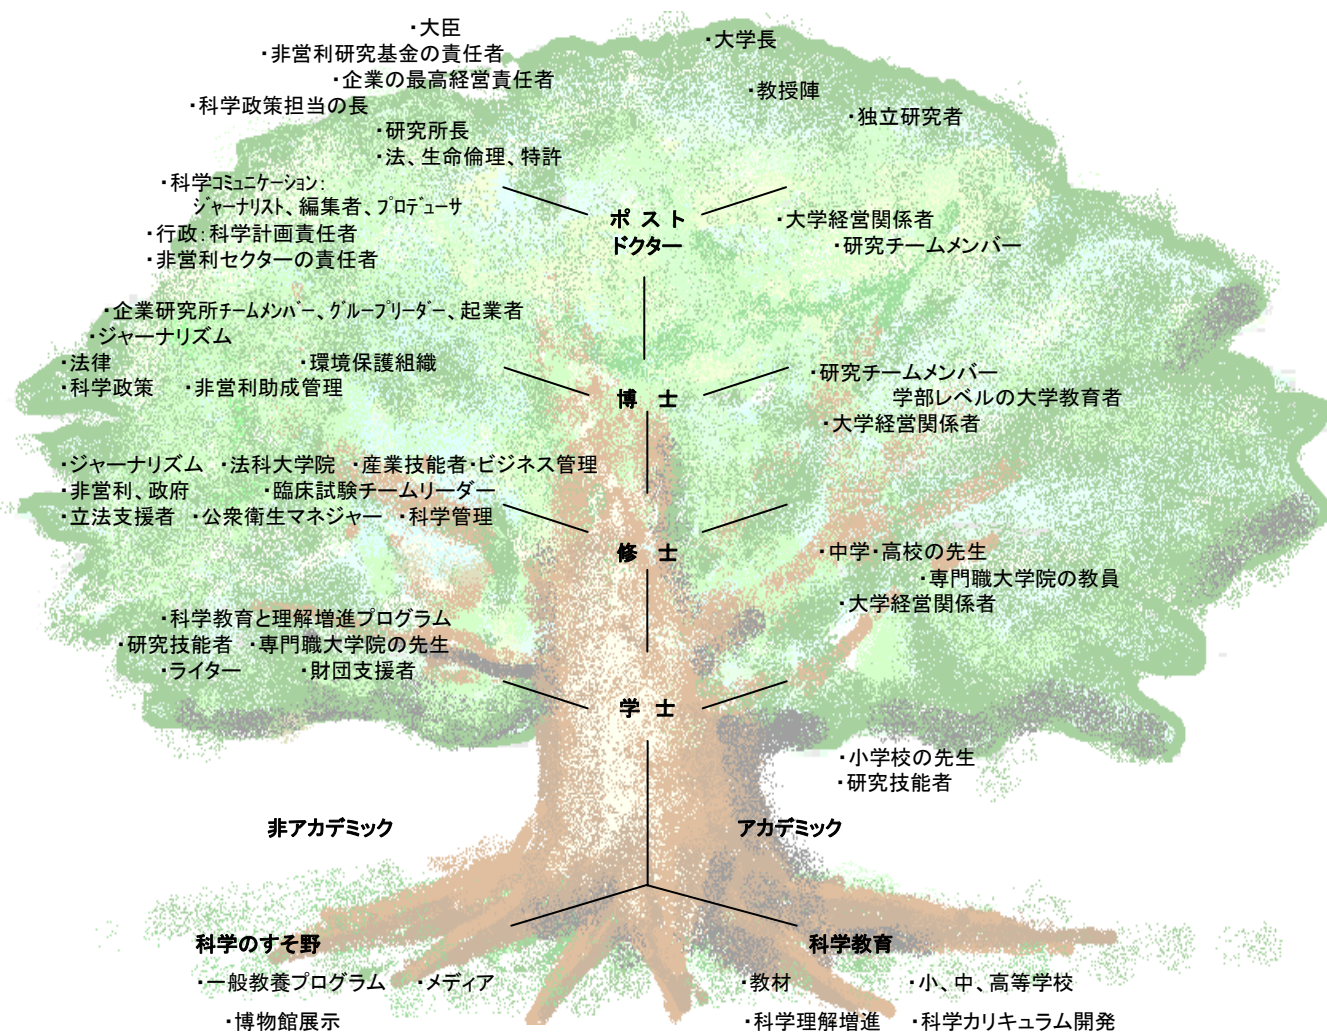 ・大臣
・非営利研究基金の責任者
・企業の最高経営責任者
・科学政策担当の長
・研究所長
・法、生命倫理、特許
・科学ｺﾐｭﾆｹｰｼｮﾝ:
ｼﾞｬｰﾅﾘｽﾄ、編集者、ﾌﾟﾛﾃﾞｭｰｻ
・行政:科学計画責任者
・非営利セクターの責任者
・大学長
・教授陣
・独立研究者
ポスト
ドクター
・大学経営関係者
・研究チームメンバー
・企業研究所ﾁｰﾑﾒﾝﾊﾞｰ、ｸﾞﾙｰﾌﾟﾘｰﾀﾞｰ、起業者
・ジャーナリズム
・法律 ・環境保護組織
・科学政策 ・非営利助成管理
博 士
・研究チームメンバー
学部レベルの大学教育者
・大学経営関係者
・ジャーナリズム ・法科大学院 ・産業技能者・ビジネス管理
・非営利、政府 ・臨床試験チームリーダー
・立法支援者 ・公衆衛生マネジャー ・科学管理
修 士
・中学・高校の先生
・専門職大学院の教員
・大学経営関係者
・科学教育と理解増進プログラム
・研究技能者 ・専門職大学院の先生
・ライター ・財団支援者
学 士
・小学校の先生
・研究技能者
非アカデミック
アカデミック
科学のすそ野
・一般教養プログラム ・メディア
・博物館展示
科学教育
・教材 ・小、中、高等学校
・科学理解増進 ・科学カリキュラム開発